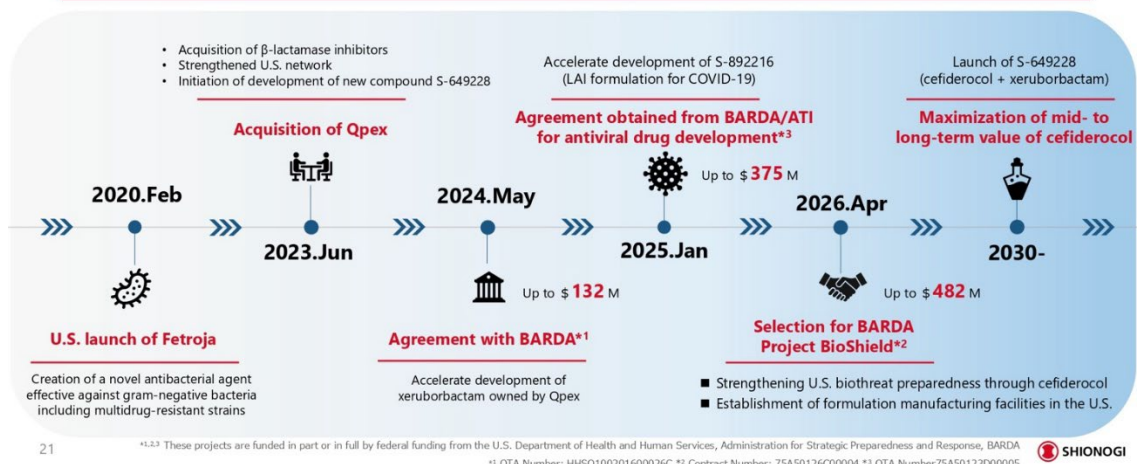 • Acquisition of β-lactamase inhibitors
• Strengthened U.S. network
• Initiation of development of new compound S-649228
Acquisition of Qpex
Accelerate development of S-892216
(LAI formulation for COVID-19)
Agreement obtained from BARDA/ATI
for antiviral drug development*3
Up to $ 375 M
Launch of S-649228
(cefiderocol + xeruborbactam)
Maximization of mid- to
long-term value of cefiderocol
2020.Feb
2023.Jun
2024.May
2025.Jan
2026.Apr
2030-
U.S. launch of Fetroja
Creation of a novel antibacterial agent
effective against gram-negative bacteria
including multidrug-resistant strains
Up to $ 132 M
Agreement with BARDA*1
Accelerate development of
xeruborbactam owned by Qpex
Up to $ 482 M
Selection for BARDA
Project BioShield*2
■ Strengthening U.S. biothreat preparedness through cefiderocol
■ Establishment of formulation manufacturing facilities in the U.S.
21
*1,2,3 These projects are funded in part or in full by federal funding from the U.S. Department of Health and Human Services, Administration for Strategic Preparedness and Response, BARDA
SHIONOGI